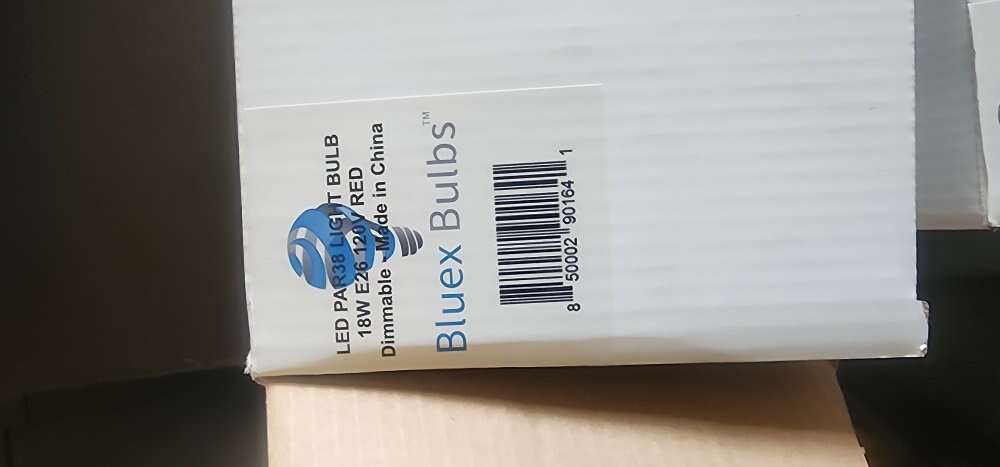 LED PAR38 LIGHT BULB
18W E26 120V RED
Dimmable - Made in China
Bluex Bulbs™
8 50002 90164 1